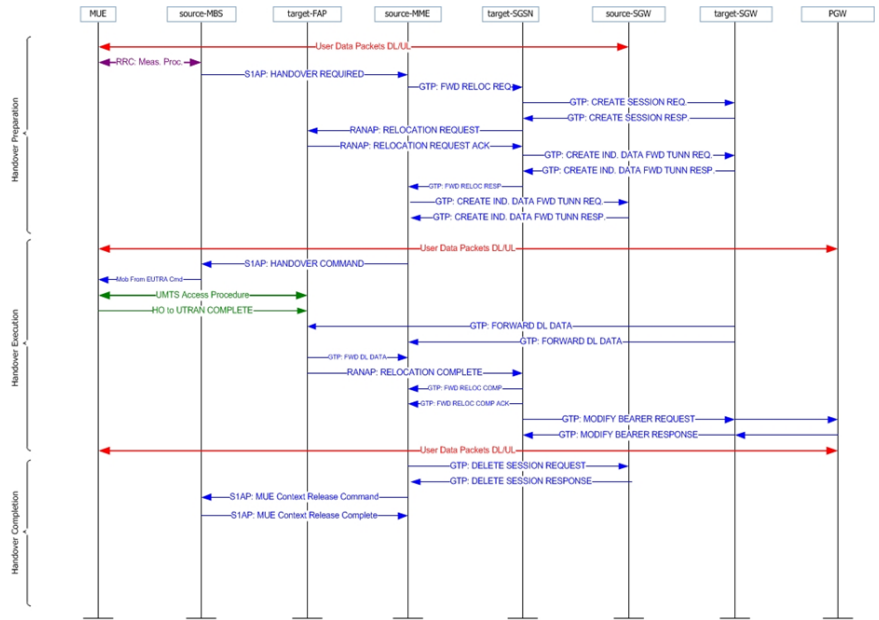 MUE
source-MBS
target-FAP
source-MME
target-SGSN
source-SGW
target-SGW
PGW
Handover Preparation
User Data Packets DL/UL
RRC: Meas. Proc.
S1AP: HANDOVER REQUIRED
GTP: FWD RELOC REQ
GTP: CREATE SESSION REQ.
GTP: CREATE SESSION RESP.
RANAP: RELOCATION REQUEST
RANAP: RELOCATION REQUEST ACK
GTP: CREATE IND. DATA FWD TUNN REQ.
GTP: CREATE IND. DATA FWD TUNN RESP.
GTP: FWD RELOC RESP
GTP: CREATE IND. DATA FWD TUNN REQ.
GTP: CREATE IND. DATA FWD TUNN RESP.
Handover Execution
User Data Packets DL/UL
S1AP: HANDOVER COMMAND
Mob From EUTRA Cmd
UMTS Access Procedure
HO to UTRAN COMPLETE
GTP: FORWARD DL DATA
GTP: FORWARD DL DATA
GTP: FWD DL DATA
RANAP: RELOCATION COMPLETE
GTP: FWD RELOC COMP
GTP: FWD RELOC COMP ACK
GTP: MODIFY BEARER REQUEST
GTP: MODIFY BEARER RESPONSE
User Data Packets DL/UL
Handover Completion
GTP: DELETE SESSION REQUEST
GTP: DELETE SESSION RESPONSE
S1AP: MUE Context Release Command
S1AP: MUE Context Release Complete